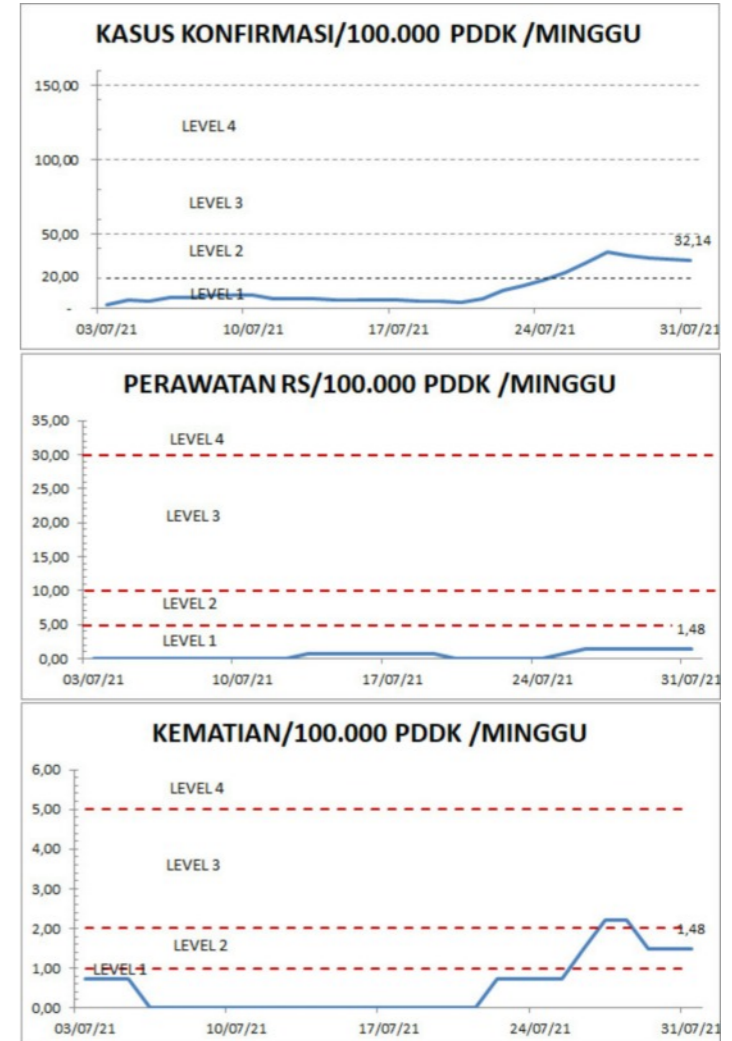 KASUS KONFIRMASI/100.000 PDDK /MINGGU
150,00
LEVEL 4
100,00
LEVEL 3
50,00
32,14
LEVEL 2
20,00
LEVEL 1
-
03/07/21 10/07/21 17/07/21 24/07/21 31/07/21
PERAWATAN RS/100.000 PDDK /MINGGU
35,00
LEVEL 4
30,00
25,00
20,00
LEVEL 3
15,00
10,00
LEVEL 2
5,00
1,48
LEVEL 1
0,00
03/07/21 10/07/21 17/07/21 24/07/21 31/07/21
KEMATIAN/100.000 PDDK /MINGGU
6,00
LEVEL 4
5,00
4,00
LEVEL 3
3,00
2,00
1,48
LEVEL 2
1,00
LEVEL 1
0,00
03/07/21 10/07/21 17/07/21 24/07/21 31/07/21